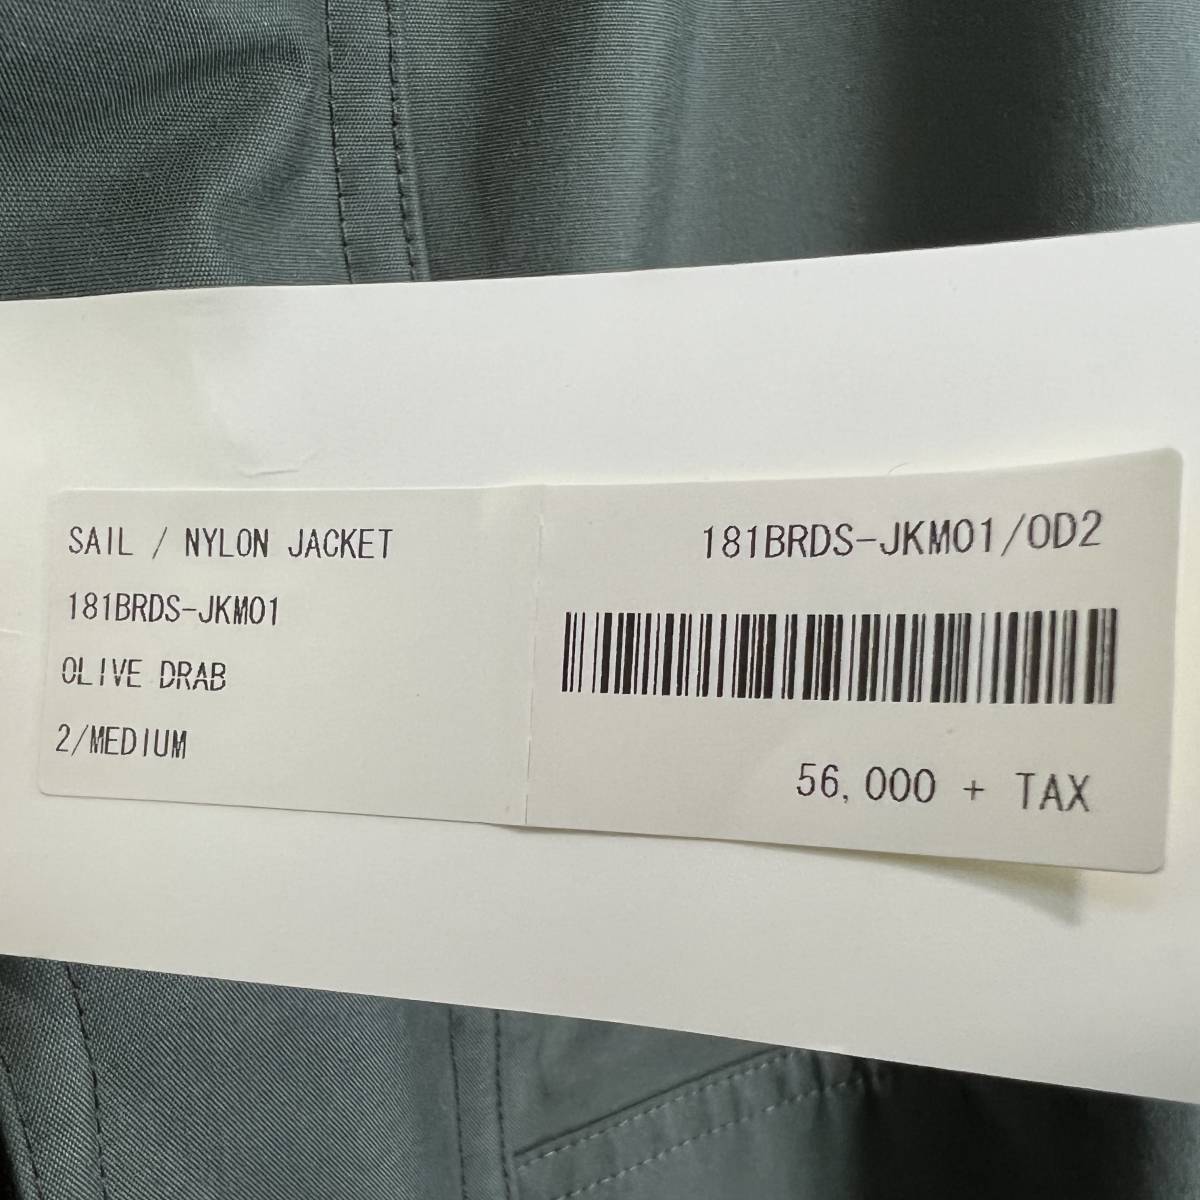 SAIL / NYLON JACKET
181BRDS-JKM01
OLIVE DRAB
2/MEDIUM
181BRDS-JKM01/OD2
56,000 + TAX